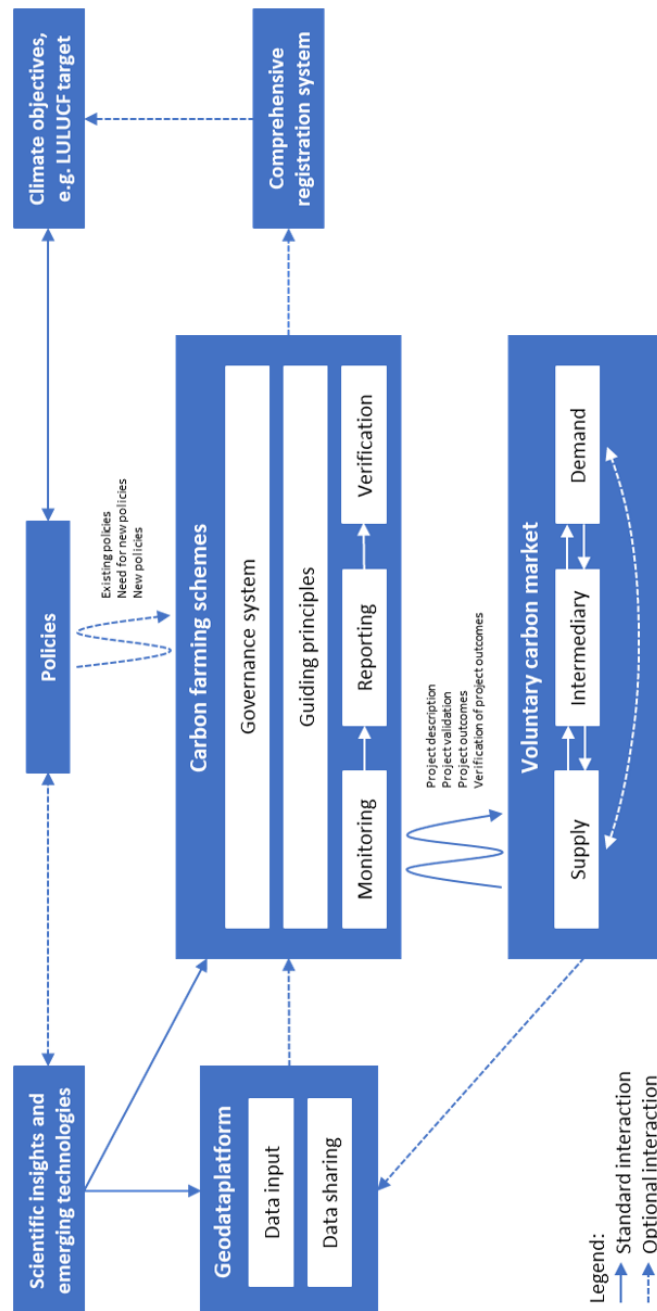 Scientific insights and
emerging technologies
Policies
Climate objectives,
e.g. LULUCF target
Existing policies
Need for new policies
New policies
Geodataplatform
Data input
Data sharing
Carbon farming schemes
Governance system
Guiding principles
Monitoring
Reporting
Verification
Comprehensive
registration system
Project description
Project validation
Project outcomes
Verification of project outcomes
Voluntary carbon market
Supply
Intermediary
Demand
Legend:
Standard interaction
Optional interaction